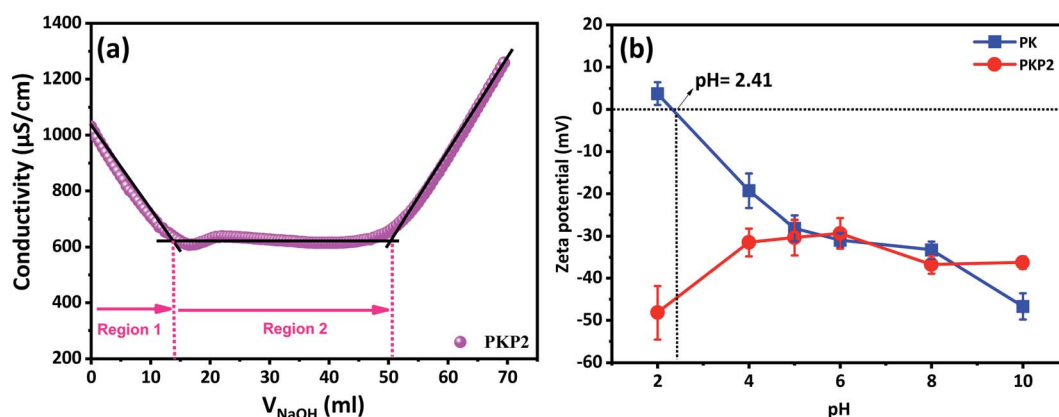 (a)
Conductivity (µS/cm)
1400
1200
1000
800
600
400
200
Region 1
Region 2
PKP2
0 10 20 30 40 50 60 70
V_NaOH (ml)
(b)
Zeta potential (mV)
20
10
0
-10
-20
-30
-40
-50
-60
pH= 2.41
PK
PKP2
2 4 6 8 10
pH